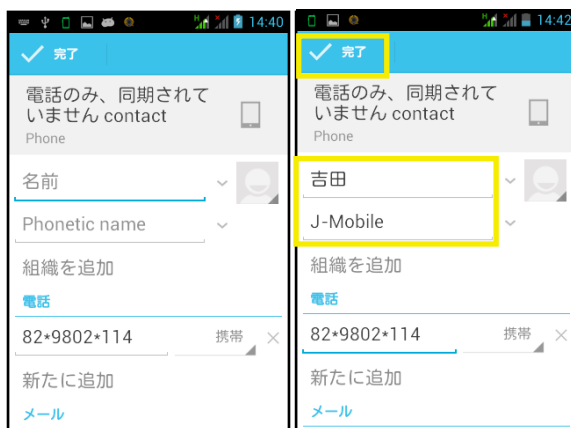 14:40
完了
電話のみ、同期されて
いません contact
Phone
名前
Phonetic name
組織を追加
電話
82*9802*114 携帯
新たに追加
メール
H 14:42
完了
電話のみ、同期されて
いません contact
Phone
吉田
J-Mobile
組織を追加
電話
82*9802*114 携帯
新たに追加
メール